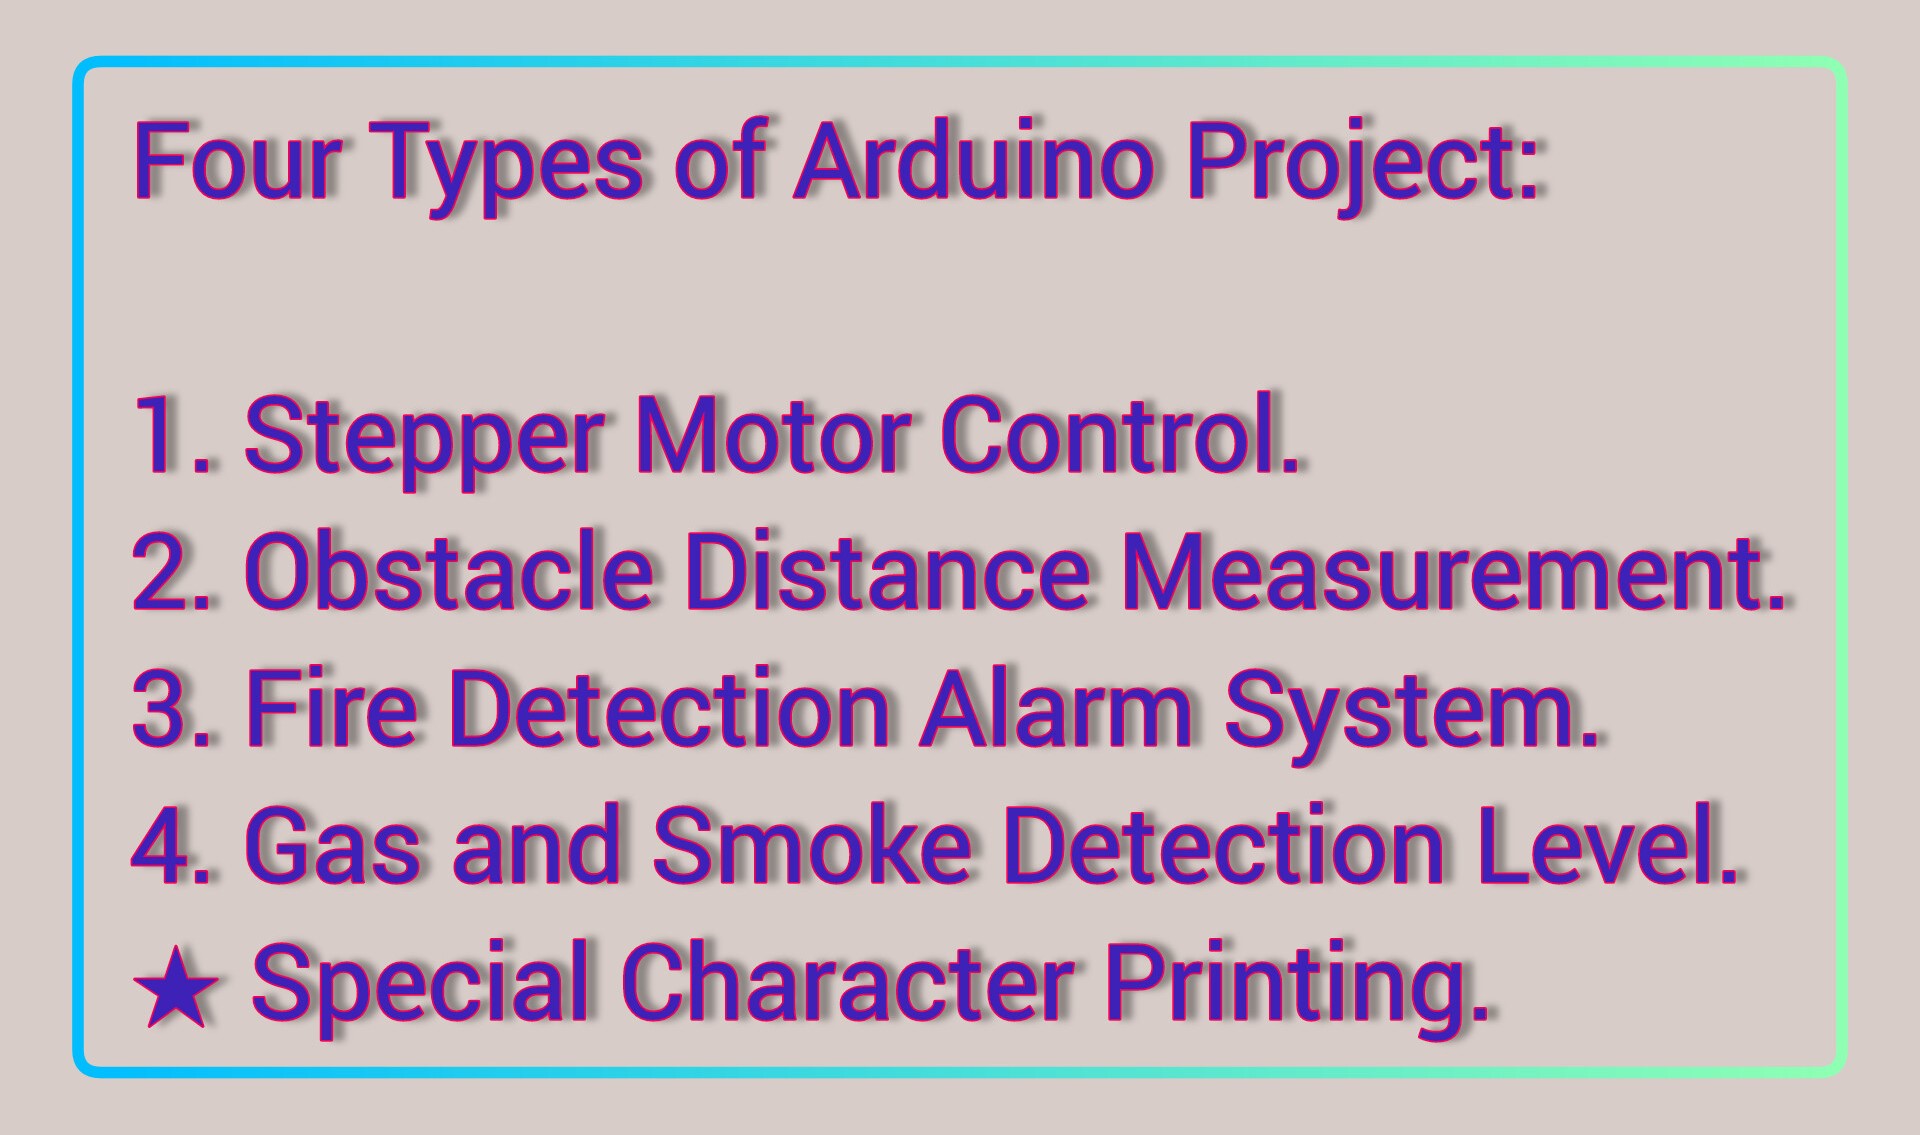 Four Types of Arduino Project:
1. Stepper Motor Control.
2. Obstacle Distance Measurement.
3. Fire Detection Alarm System.
4. Gas and Smoke Detection Level.
★ Special Character Printing.